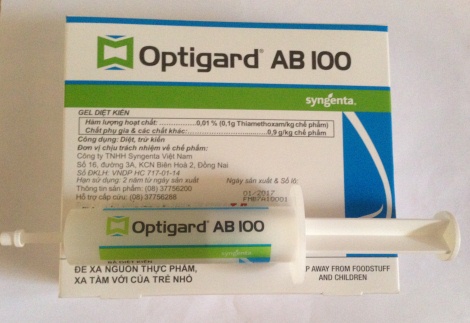 Optigard® AB 100
syngenta.
GEL DIỆT KIẾN
Hàm lượng hoạt chất: ..................0,01 % (0,1g Thiamethoxam/kg chế phẩm)
Chất phụ gia & các chất khác: ..................0,9 g/kg chế phẩm
Công dụng: Diệt, trừ kiến
Đơn vị chịu trách nhiệm về chế phẩm:
Công ty TNHH Syngenta Việt Nam
Số 16, đường 3A, KCN Biên Hoà 2, Đồng Nai
Số ĐKLH: VNDP HC 717-01-14
Hạn sử dụng: 2 năm từ ngày sản xuất
Ngày sản xuất & Số lô:
Thông tin sản phẩm: (08) 37756200
01-2017
Hỗ trợ cấp cứu: (08) 37756288
FMB7A10001
Optigard® AB 100
ĐỂ XA NGUỒN THỰC PHẨM,
XA TẦM VỚI CỦA TRẺ NHỎ
AWAY FROM FOODSTUFF
AND CHILDREN